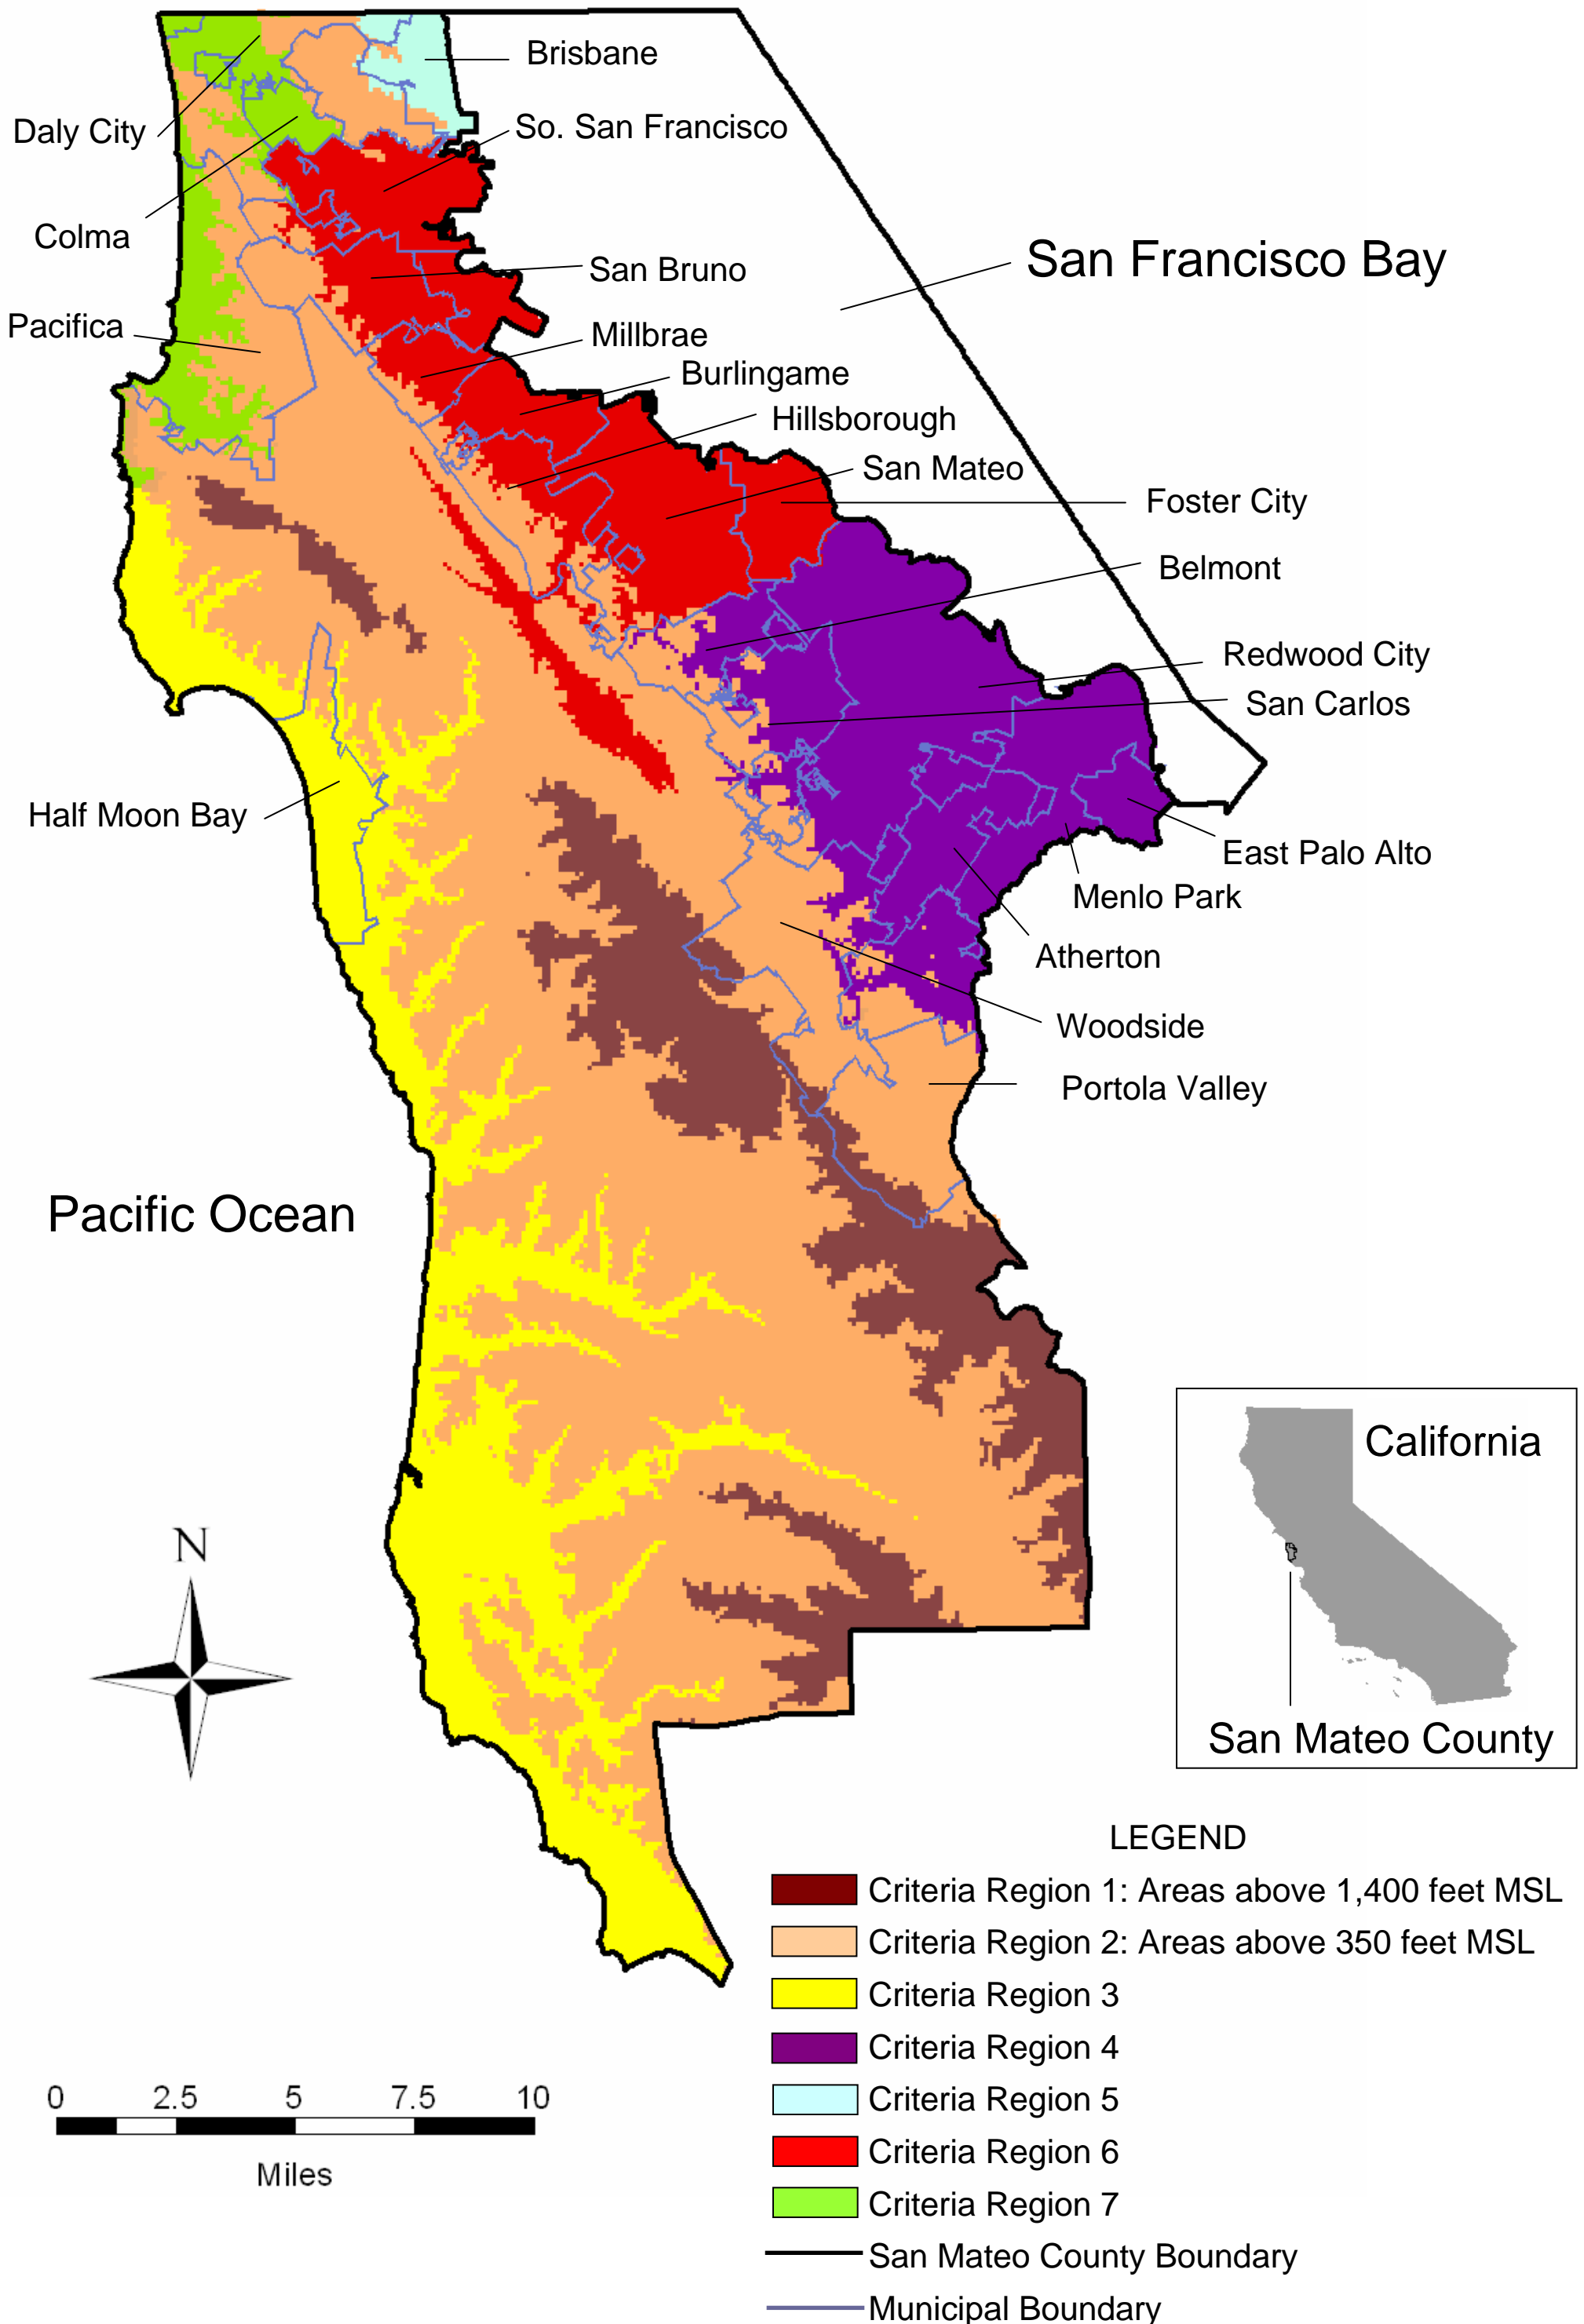 Brisbane
Daly City
So. San Francisco
Colma
San Francisco Bay
San Bruno
Pacifica
Millbrae
Burlingame
Hillsborough
San Mateo
Foster City
Belmont
Redwood City
San Carlos
Half Moon Bay
East Palo Alto
Menlo Park
Atherton
Woodside
Portola Valley
Pacific Ocean
California
N
San Mateo County
LEGEND
Criteria Region 1: Areas above 1,400 feet MSL
Criteria Region 2: Areas above 350 feet MSL
Criteria Region 3
Criteria Region 4
Criteria Region 5
Criteria Region 6
Criteria Region 7
San Mateo County Boundary
Municipal Boundary
0 2.5 5 7.5 10
Miles